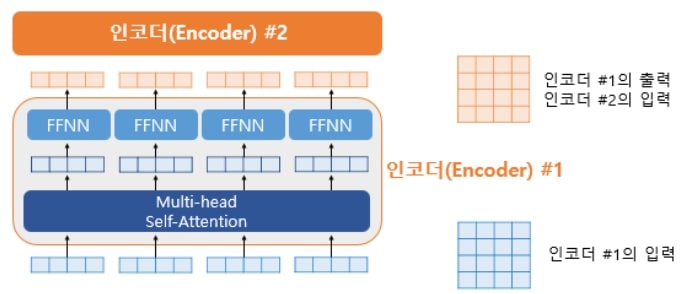 인코더(Encoder) #2
FFNN FFNN FFNN FFNN
Multi-head
Self-Attention
인코더(Encoder) #1
인코더 #1의 출력
인코더 #2의 입력
인코더 #1의 입력